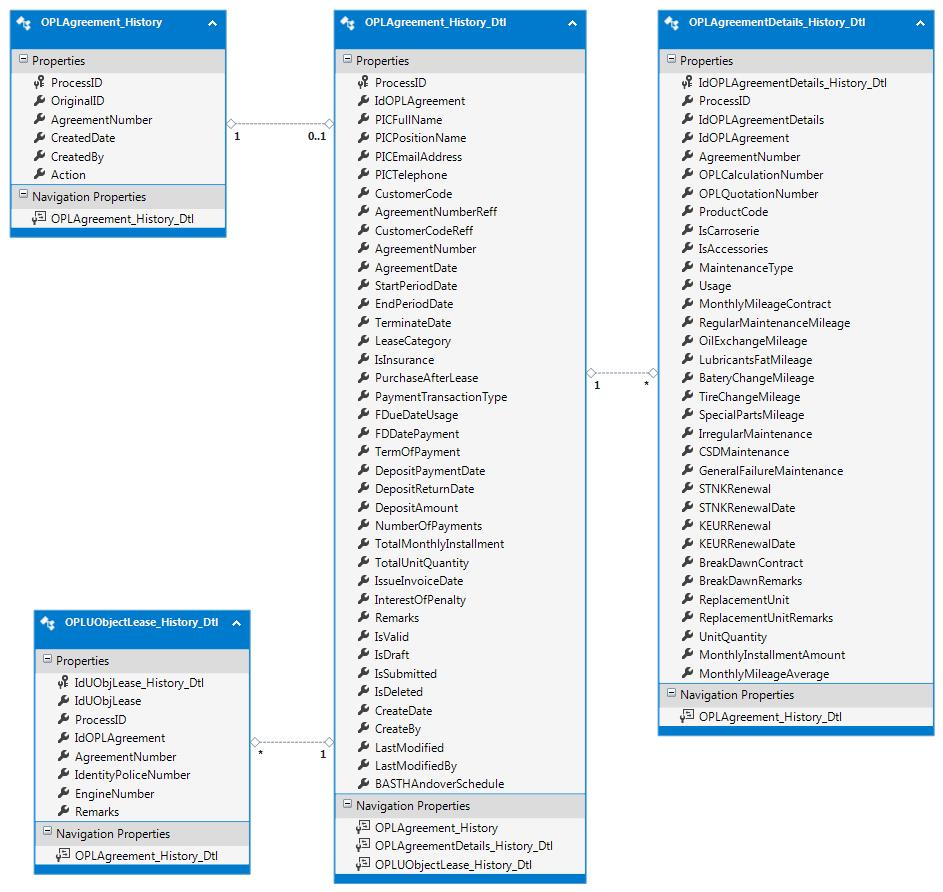 OPLAgreement_History
Properties
ProcessID
OriginalID
AgreementNumber
CreatedDate
CreatedBy
Action
Navigation Properties
OPLAgreement_History_Dtl
1
0..1
OPLAgreement_History_Dtl
Properties
ProcessID
IdOPLAgreement
PICFullName
PICPositionName
PICEmailAddress
PICTelephone
CustomerCode
AgreementNumberReff
CustomerCodeReff
AgreementNumber
AgreementDate
StartPeriodDate
EndPeriodDate
TerminateDate
LeaseCategory
IsInsurance
PurchaseAfterLease
PaymentTransactionType
FDueDateUsage
FDDatePayment
TermOfPayment
DepositPaymentDate
DepositReturnDate
DepositAmount
NumberOfPayments
TotalMonthlyInstallment
TotalUnitQuantity
IssueInvoiceDate
InterestOfPenalty
Remarks
IsValid
IsDraft
IsSubmitted
IsDeleted
CreateDate
CreateBy
LastModified
LastModifiedBy
BASTHAndoverSchedule
Navigation Properties
OPLAgreement_History
OPLAgreementDetails_History_Dtl
OPLUObjectLease_History_Dtl
1
*
OPLAgreementDetails_History_Dtl
Properties
IdOPLAgreementDetails_History_Dtl
ProcessID
IdOPLAgreementDetails
IdOPLAgreement
AgreementNumber
OPLCalculationNumber
OPLQuotationNumber
ProductCode
IsCarroserie
IsAccessories
MaintenanceType
Usage
MonthlyMileageContract
RegularMaintenanceMileage
OilExchangeMileage
LubricantsFatMileage
BateryChangeMileage
TireChangeMileage
SpecialPartsMileage
IrregularMaintenance
CSDMaintenance
GeneralFailureMaintenance
STNKRenewal
STNKRenewalDate
KEURRenewal
KEURRenewalDate
BreakDawnContract
BreakDawnRemarks
ReplacementUnit
ReplacementUnitRemarks
UnitQuantity
MonthlyInstallmentAmount
MonthlyMileageAverage
Navigation Properties
OPLAgreement_History_Dtl
OPLUObjectLease_History_Dtl
Properties
IdUObjLease_History_Dtl
IdUObjLease
ProcessID
IdOPLAgreement
AgreementNumber
IdentityPoliceNumber
EngineNumber
Remarks
Navigation Properties
OPLAgreement_History_Dtl
*
1